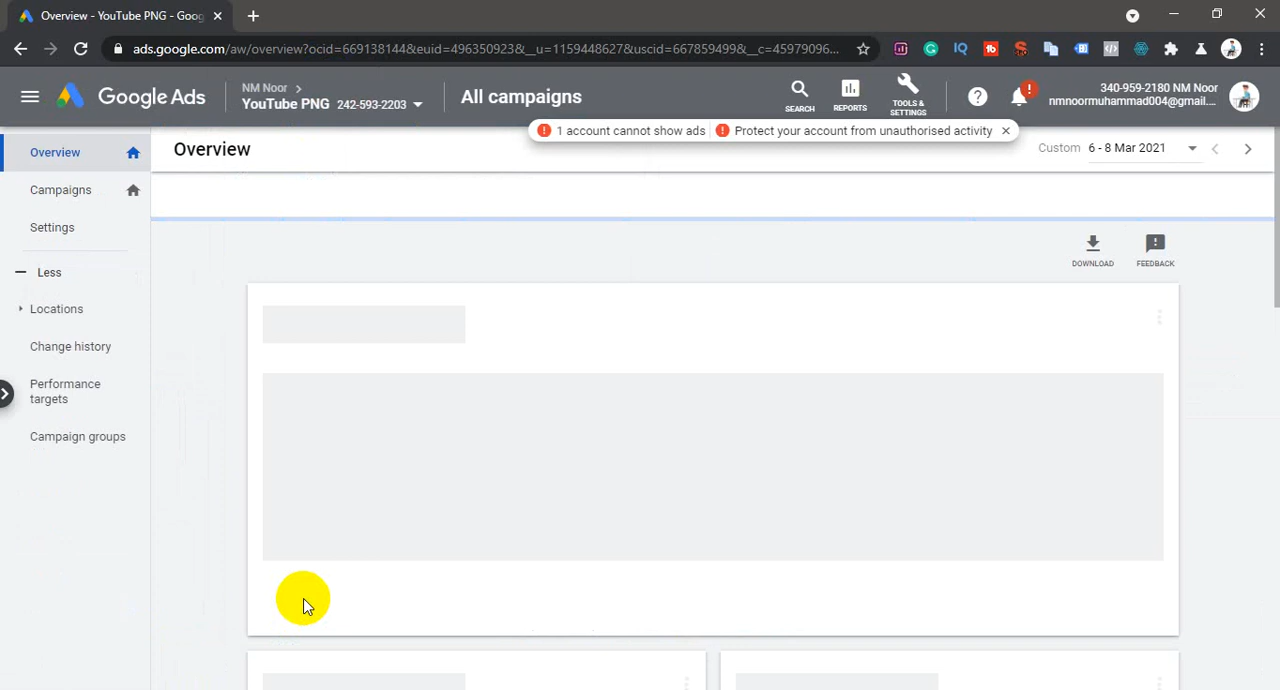 Overview - YouTube PNG - Goog
ads.google.com/aw/overview?ocid=669138144&euid=496350923&__u=1159448627&uscid=667859499&__c=45979096...
Google Ads
NM Noor
YouTube PNG 242-593-2203
All campaigns
SEARCH
REPORTS
TOOLS &
SETTINGS
340-959-2180 NM Noor
nmnoormuhammad004@gmail....
1 account cannot show ads
Protect your account from unauthorised activity
Overview
Campaigns
Settings
Less
Locations
Change history
Performance
targets
Campaign groups
Overview
Custom 6 - 8 Mar 2021
DOWNLOAD
FEEDBACK